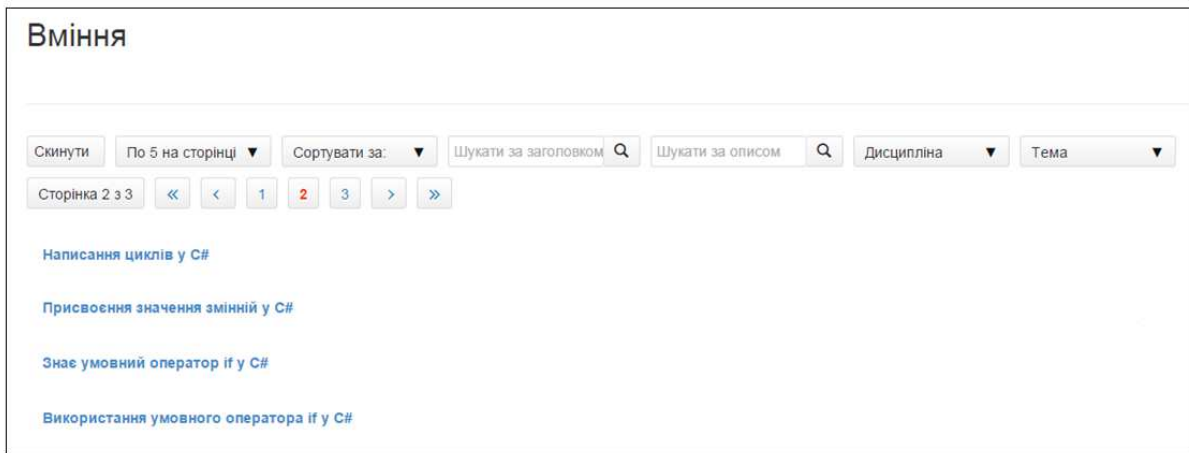 Вміння
Скинути По 5 на сторінці ▼ Сортувати за: ▼ Шукати за заголовком Шукати за описом Дисципліна ▼ Тема ▼
Сторінка 2 з 3 « ‹ 1 2 3 › »
Написання циклів у C#
Присвоєння значення змінній у C#
Знає умовний оператор if у C#
Використання умовного оператора if у C#